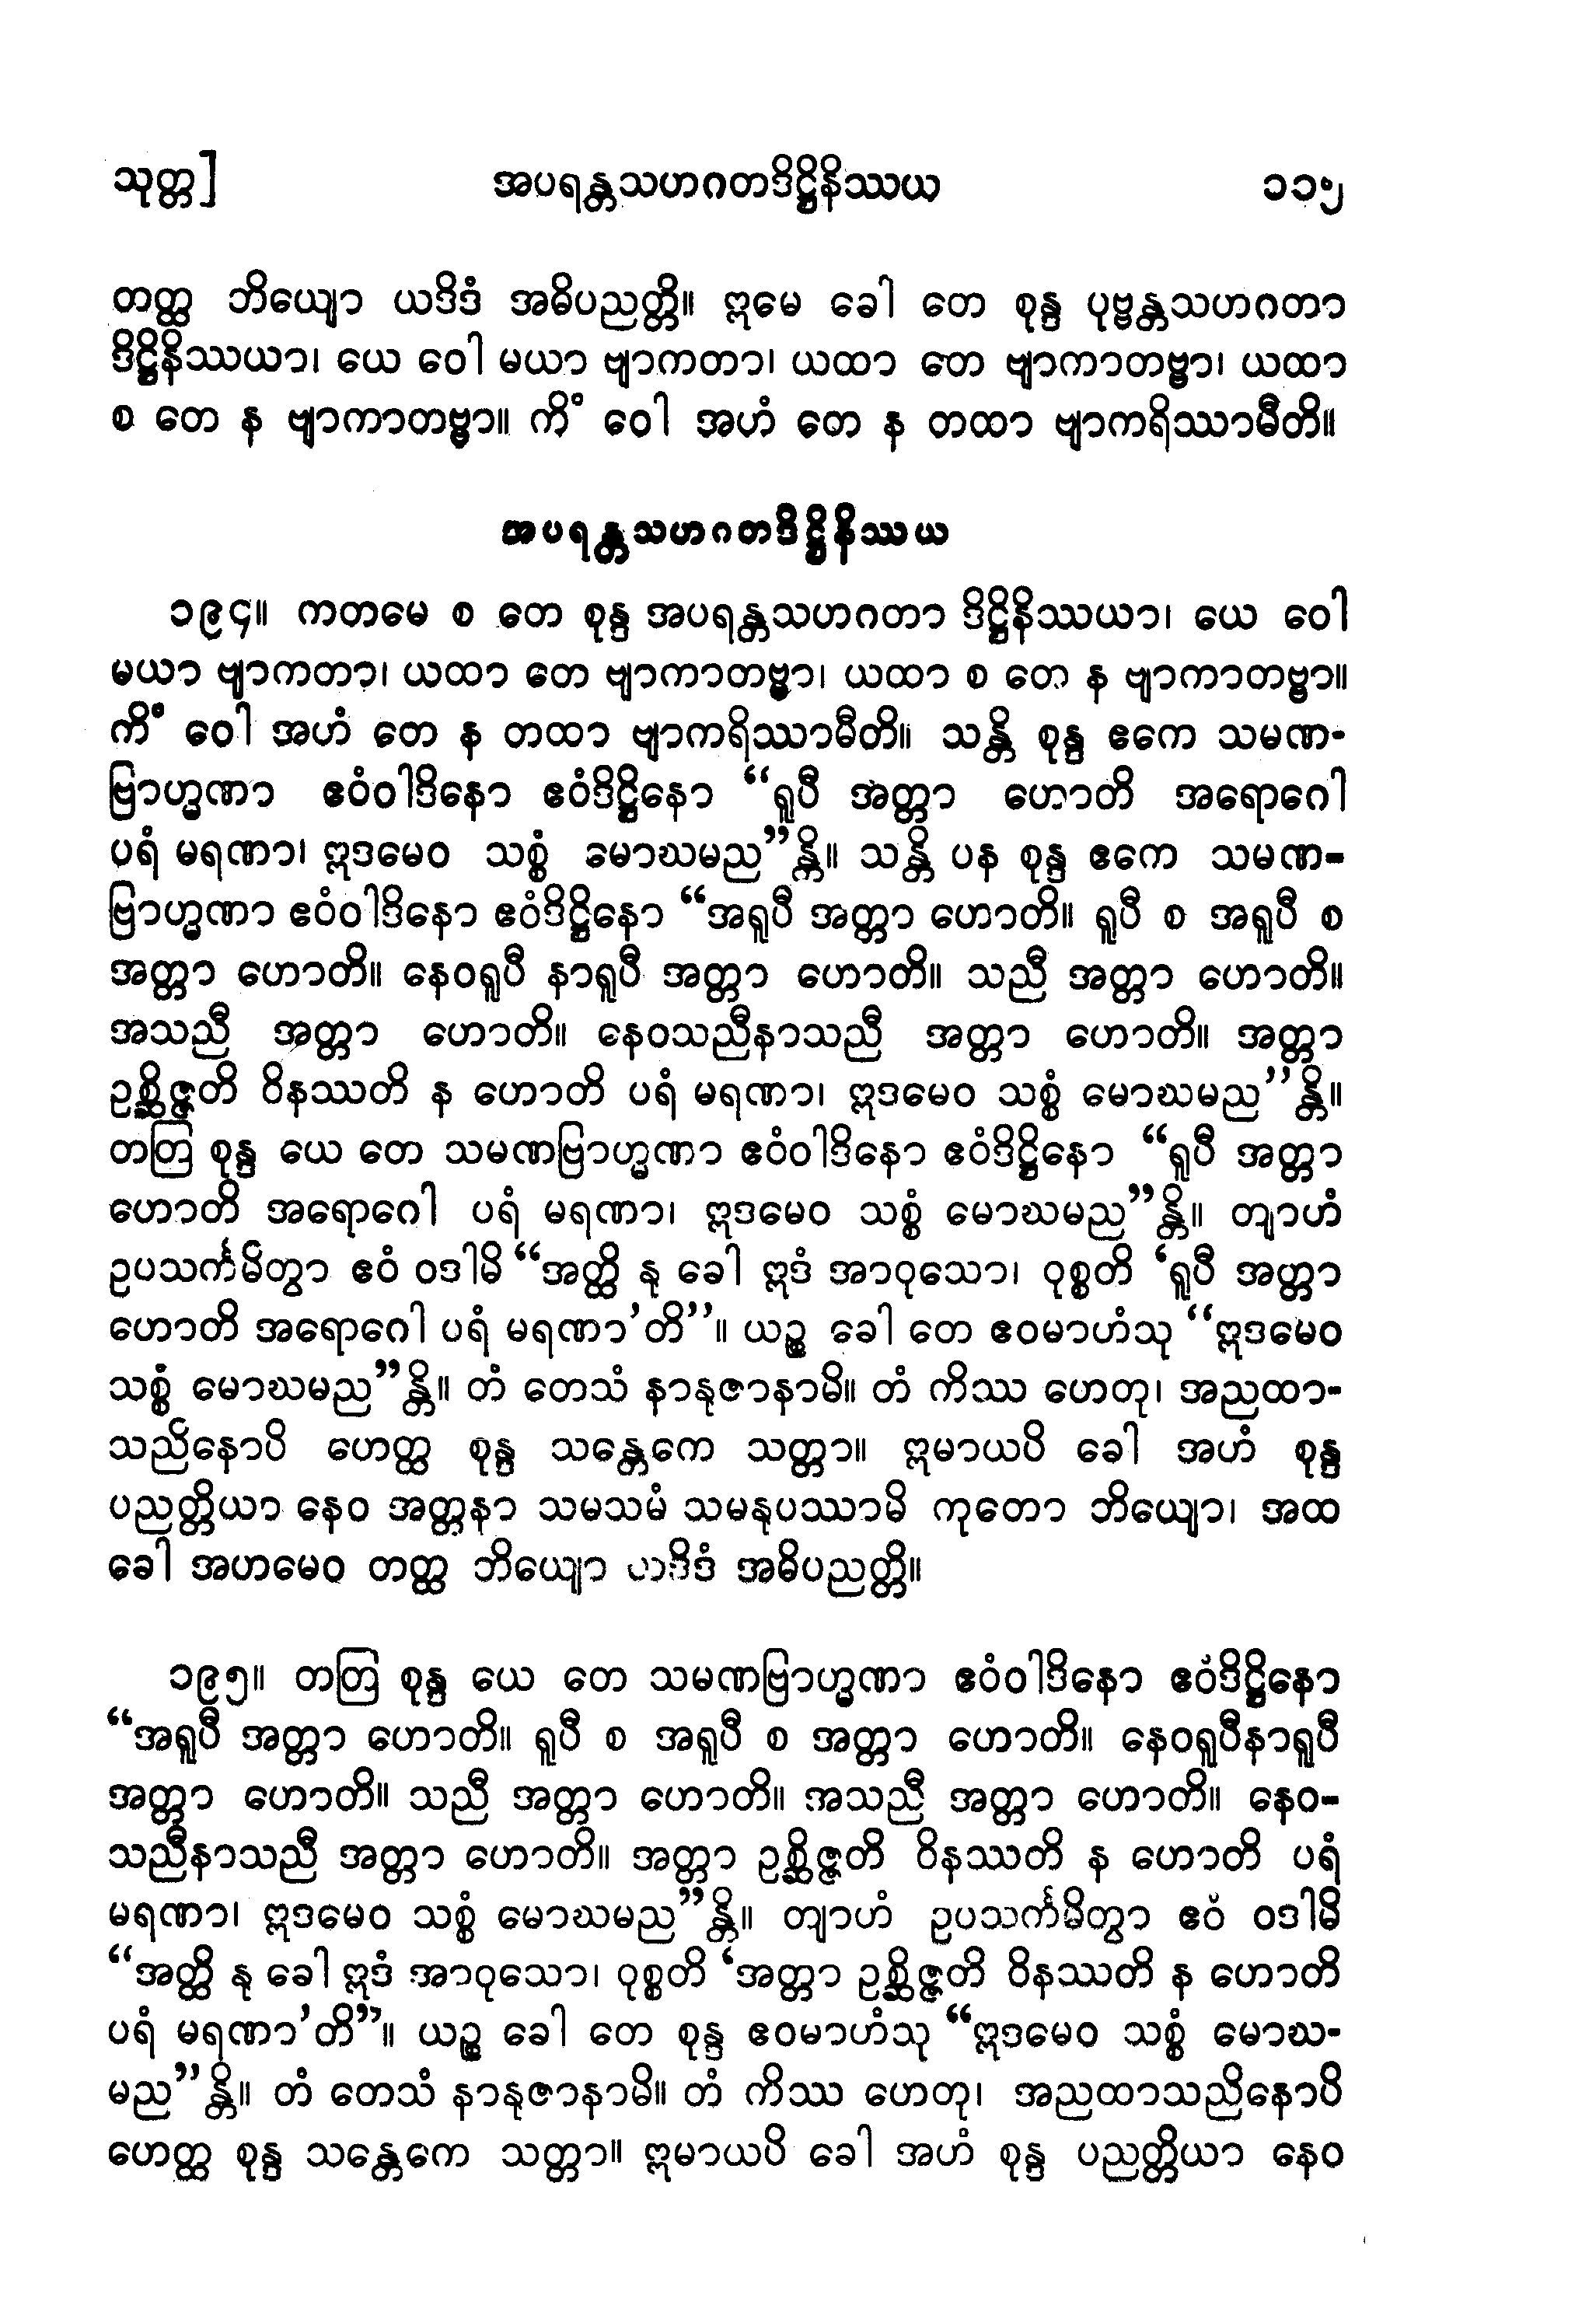 သုတ္တ] အပရန္တသဟဂတဒိဋ္ဌိနိဿယ ၁၁၅
တတ္ထ ဘိယျော ယဒိဒံ အဓိပညတ္တိ။ ဣမေ ခေါ တေ စုန္ဒ ပုဗ္ဗန္တသဟဂတာ
ဒိဋ္ဌိနိဿယာ၊ ယေ ဝေါ မယာ ဗျာကတာ၊ ယထာ တေ ဗျာကာတဗ္ဗာ၊ ယထာ
စ တေ န ဗျာကာတဗ္ဗာ။ ကိံ ဝေါ အဟံ တေ န တထာ ဗျာကရိဿာမီတိ။
အပရန္တသဟဂတဒိဋ္ဌိနိဿယ
၁၉၄။ ကတမေ စ တေ စုန္ဒ အပရန္တသဟဂတာ ဒိဋ္ဌိနိဿယာ၊ ယေ ဝေါ
မယာ ဗျာကတာ၊ ယထာ တေ ဗျာကာတဗ္ဗာ၊ ယထာ စ တေ န ဗျာကာတဗ္ဗာ။
ကိံ ဝေါ အဟံ တေ န တထာ ဗျာကရိဿာမီတိ။ သန္တိ စုန္ဒ ဧကေ သမဏ-
ဗြာဟ္မဏာ ဧဝံဝါဒိနော ဧဝံဒိဋ္ဌိနော “ရူပီ အတ္တာ ဟောတိ အရောဂေါ
ပရံ မရဏာ၊ ဣဒမေဝ သစ္စံ မောဃမည”န္တိ။ သန္တိ ပန စုန္ဒ ဧကေ သမဏ-
ဗြာဟ္မဏာ ဧဝံဝါဒိနော ဧဝံဒိဋ္ဌိနော “အရူပီ အတ္တာ ဟောတိ။ ရူပီ စ အရူပီ စ
အတ္တာ ဟောတိ။ နေဝရူပီ နာရူပီ အတ္တာ ဟောတိ။ သညီ အတ္တာ ဟောတိ။
အသညီ အတ္တာ ဟောတိ။ နေဝသညီနာသညီ အတ္တာ ဟောတိ။ အတ္တာ
ဥစ္ဆိဇ္ဇတိ ဝိနဿတိ န ဟောတိ ပရံ မရဏာ၊ ဣဒမေဝ သစ္စံ မောဃမည”န္တိ။
တတြ စုန္ဒ ယေ တေ သမဏဗြာဟ္မဏာ ဧဝံဝါဒိနော ဧဝံဒိဋ္ဌိနော “ရူပီ အတ္တာ
ဟောတိ အရောဂေါ ပရံ မရဏာ၊ ဣဒမေဝ သစ္စံ မောဃမည”န္တိ။ တျာဟံ
ဥပသင်္ကမိတွာ ဧဝံ ဝဒါမိ “အတ္ထိ နု ခေါ ဣဒံ အာဝုသော၊ ဝုစ္စတိ ‘ရူပီ အတ္တာ
ဟောတိ အရောဂေါ ပရံ မရဏာ’တိ”။ ယဉ္စ ခေါ တေ ဧဝမာဟံသု “ဣဒမေဝ
သစ္စံ မောဃမည”န္တိ။ တံ တေသံ နာနုဇာနာမိ။ တံ ကိဿ ဟေတု၊ အညထာ-
သညိနောပိ ဟေတ္ထ စုန္ဒ သန္တေကေ သတ္တာ။ ဣမာယပိ ခေါ အဟံ စုန္ဒ
ပညတ္တိယာ နေဝ အတ္တနာ သမသမံ သမနုပဿာမိ ကုတော ဘိယျော၊ အထ
ခေါ အဟမေဝ တတ္ထ ဘိယျော ယဒိဒံ အဓိပညတ္တိ။
၁၉၅။ တတြ စုန္ဒ ယေ တေ သမဏဗြာဟ္မဏာ ဧဝံဝါဒိနော ဧဝံဒိဋ္ဌိနော
“အရူပီ အတ္တာ ဟောတိ။ ရူပီ စ အရူပီ စ အတ္တာ ဟောတိ။ နေဝရူပီနာရူပီ
အတ္တာ ဟောတိ။ သညီ အတ္တာ ဟောတိ။ အသညီ အတ္တာ ဟောတိ။ နေဝ-
သညီနာသညီ အတ္တာ ဟောတိ။ အတ္တာ ဥစ္ဆိဇ္ဇတိ ဝိနဿတိ န ဟောတိ ပရံ
မရဏာ၊ ဣဒမေဝ သစ္စံ မောဃမည”န္တိ။ တျာဟံ ဥပသင်္ကမိတွာ ဧဝံ ဝဒါမိ
“အတ္ထိ နု ခေါ ဣဒံ အာဝုသော၊ ဝုစ္စတိ ‘အတ္တာ ဥစ္ဆိဇ္ဇတိ ဝိနဿတိ န ဟောတိ
ပရံ မရဏာ’တိ”။ ယဉ္စ ခေါ တေ စုန္ဒ ဧဝမာဟံသု “ဣဒမေဝ သစ္စံ မောဃ-
မည”န္တိ။ တံ တေသံ နာနုဇာနာမိ။ တံ ကိဿ ဟေတု၊ အညထာသညိနောပိ
ဟေတ္ထ စုန္ဒ သန္တေကေ သတ္တာ။ ဣမာယပိ ခေါ အဟံ စုန္ဒ ပညတ္တိယာ နေဝ